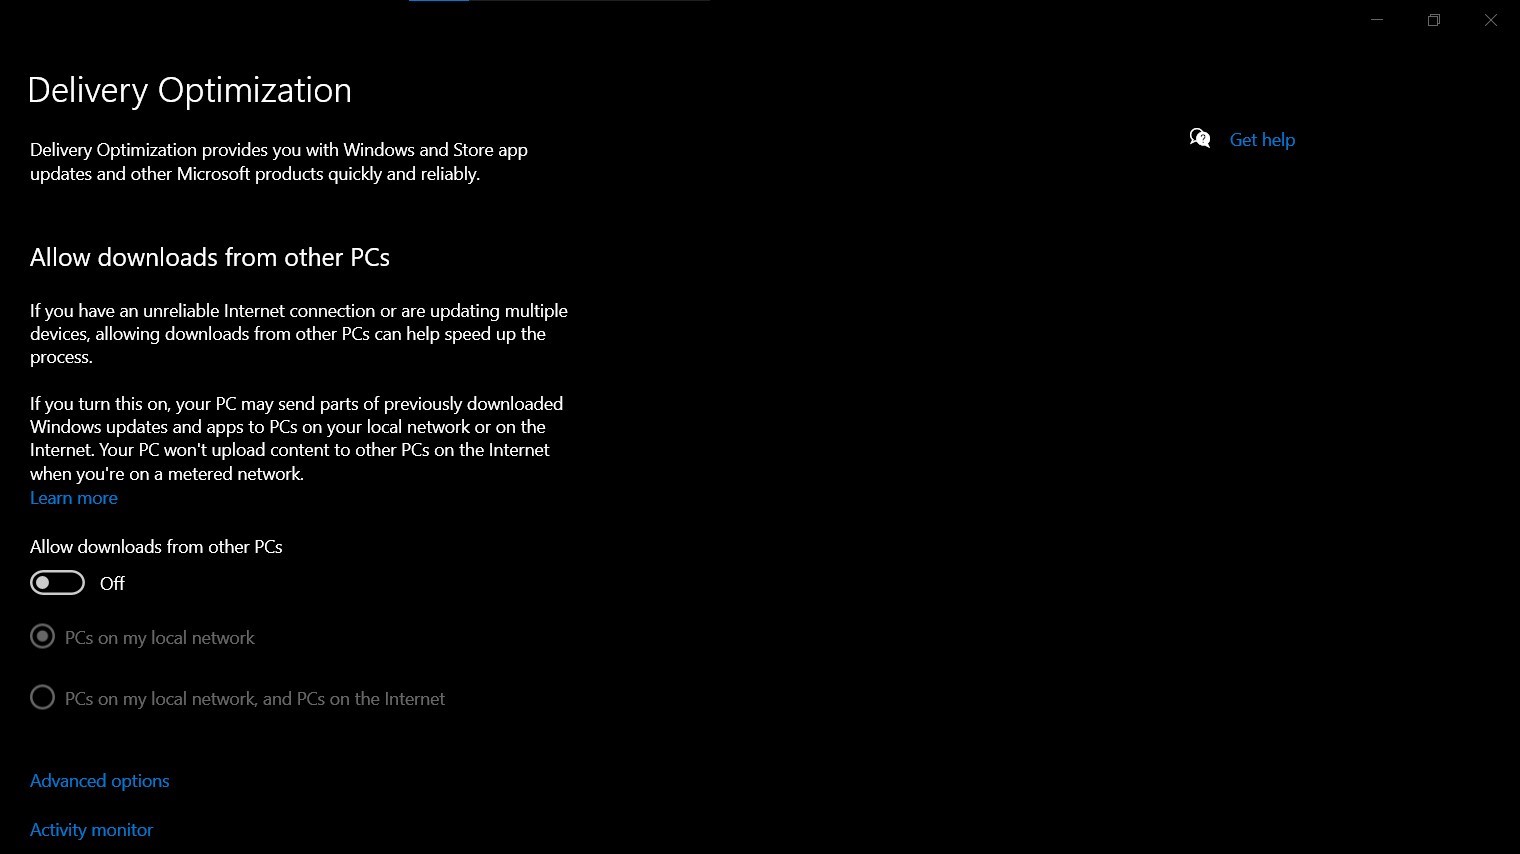 Delivery Optimization
Get help
Delivery Optimization provides you with Windows and Store app
updates and other Microsoft products quickly and reliably.
Allow downloads from other PCs
If you have an unreliable Internet connection or are updating multiple
devices, allowing downloads from other PCs can help speed up the
process.
If you turn this on, your PC may send parts of previously downloaded
Windows updates and apps to PCs on your local network or on the
Internet. Your PC won't upload content to other PCs on the Internet
when you're on a metered network.
Learn more
Allow downloads from other PCs
Off
PCs on my local network
PCs on my local network, and PCs on the Internet
Advanced options
Activity monitor